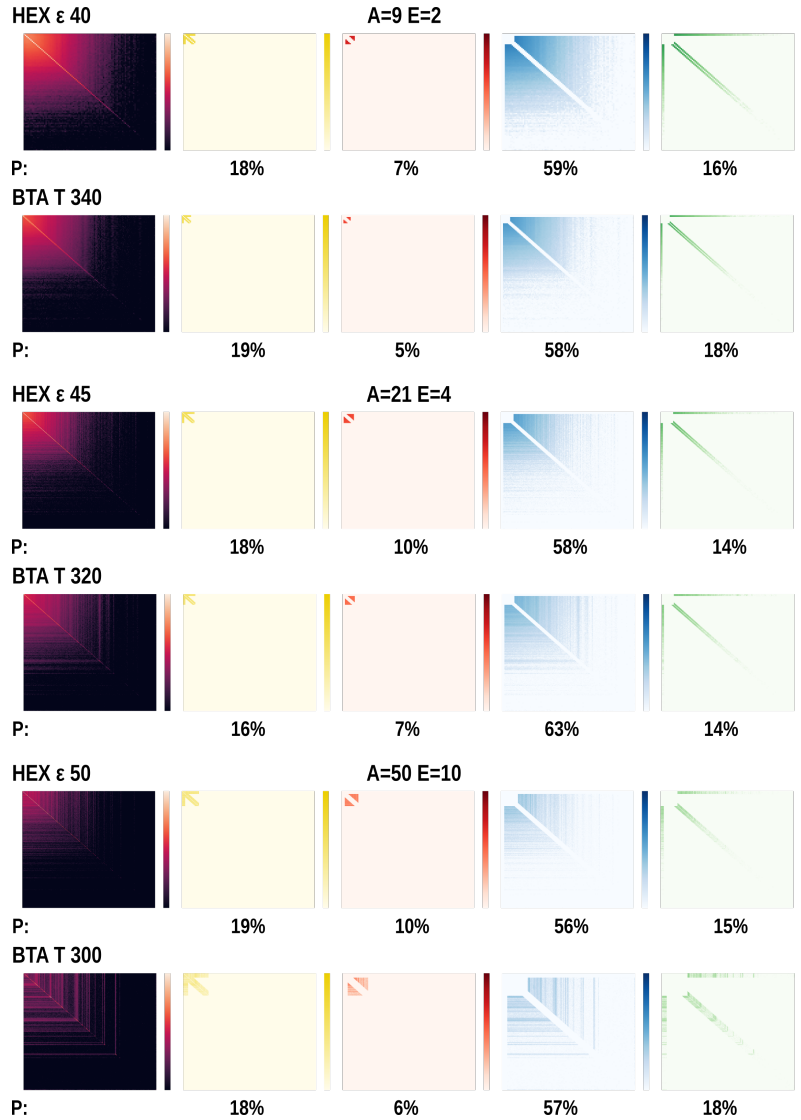 HEX ε 40 A=9 E=2
P: 18% 7% 59% 16%
BTA T 340
P: 19% 5% 58% 18%
HEX ε 45 A=21 E=4
P: 18% 10% 58% 14%
BTA T 320
P: 16% 7% 63% 14%
HEX ε 50 A=50 E=10
P: 19% 10% 56% 15%
BTA T 300
P: 18% 6% 57% 18%